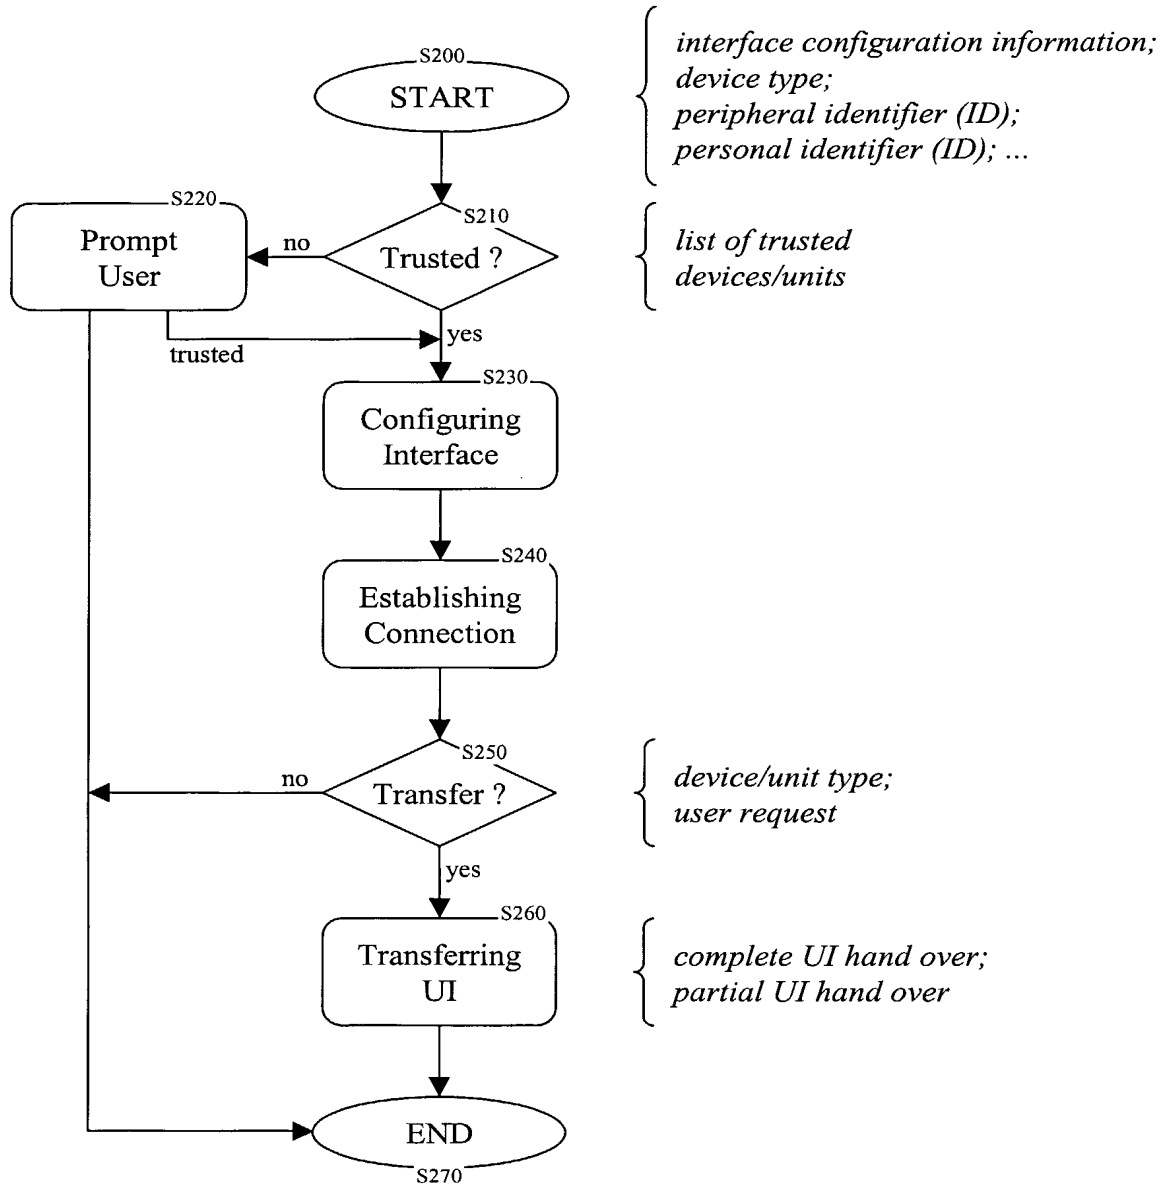 S200
START
interface configuration information;
device type;
peripheral identifier (ID);
personal identifier (ID); ...
S220
Prompt
User
no
S210
Trusted ?
list of trusted
devices/units
yes
trusted
S230
Configuring
Interface
S240
Establishing
Connection
S250
no
Transfer ?
device/unit type;
user request
yes
S260
Transferring
UI
complete UI hand over;
partial UI hand over
END
S270